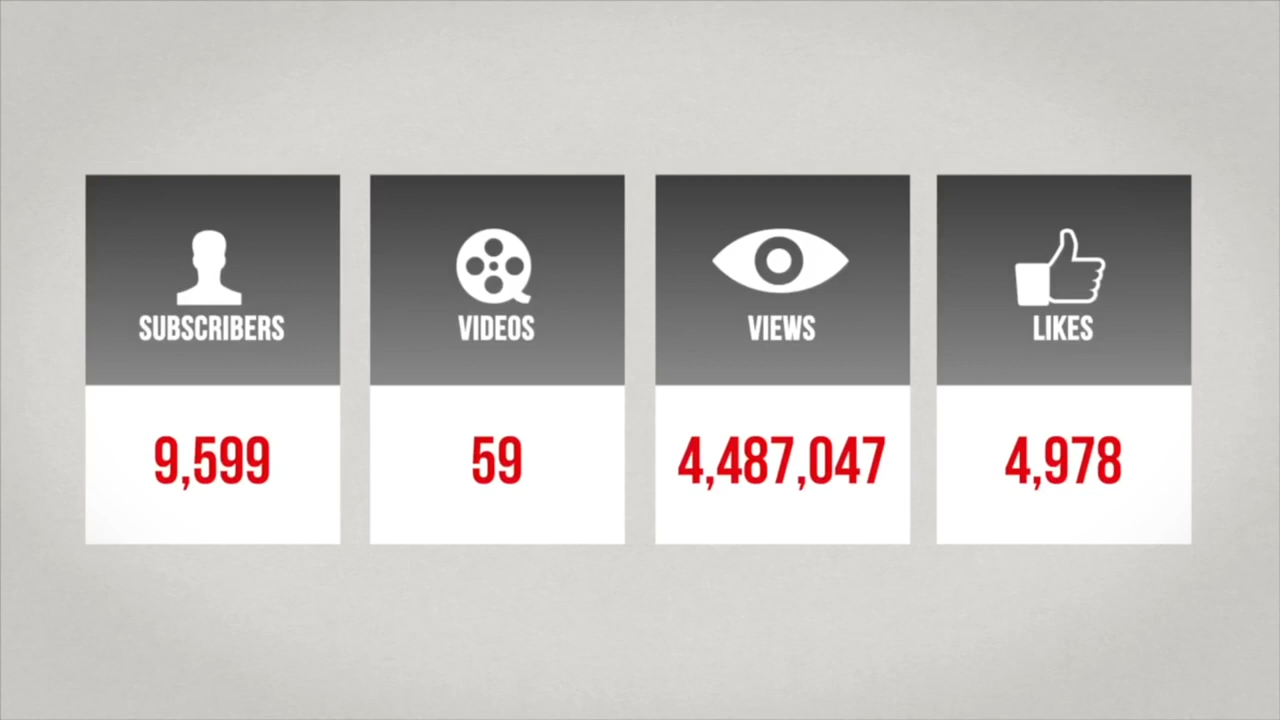 SUBSCRIBERS
9,599
VIDEOS
59
VIEWS
4,487,047
LIKES
4,978